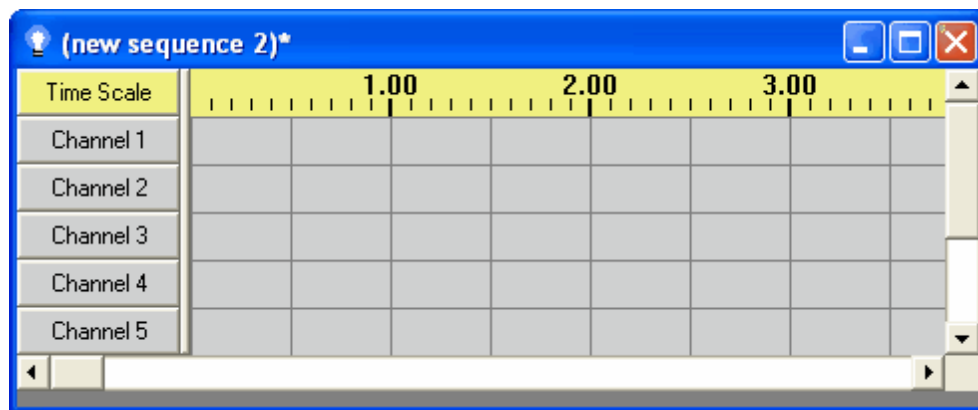 (new sequence 2)*
Time Scale 1.00 2.00 3.00
Channel 1
Channel 2
Channel 3
Channel 4
Channel 5